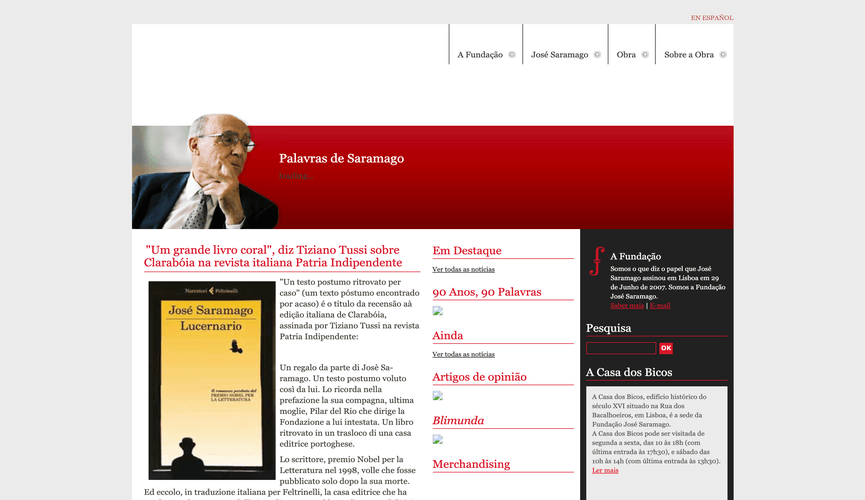 EN ESPAÑOL
A Fundação
José Saramago
Obra
Sobre a Obra
Palavras de Saramago
loading...
"Um grande livro coral", diz Tiziano Tussi sobre
Clarabóia na revista italiana Patria Indipendente
Narratori Feltrinelli
José Saramago
Lucernario
Il romanzo perduto del
PREMIO NOBEL PER
LA LETTERATURA
"Un testo postumo ritrovato per
caso" (um texto póstumo encontrado
por acaso) é o título da recensão aà
edição italiana de Clarabóia,
assinada por Tiziano Tussi na revista
Patria Indipendente:
Un regalo da parte di Josè Sa-
ramago. Un testo postumo voluto
così da lui. Lo ricorda nella
prefazione la sua compagna, ultima
moglie, Pilar del Rìo che dirige la
Fondazione a lui intestata. Un libro
ritrovato in un trasloco di una casa
editrice portoghese.
Lo scrittore, premio Nobel per la
Letteratura nel 1998, volle che fosse
pubblicato solo dopo la sua morte.
Ed eccolo, in traduzione italiana per Feltrinelli, la casa editrice che ha
Em Destaque
Ver todas as notícias
90 Anos, 90 Palavras
Ainda
Ver todas as notícias
Artigos de opinião
Blimunda
Merchandising
A Fundação
Somos o que diz o papel que José
Saramago assinou em Lisboa em 29
de Junho de 2007. Somos a Fundação
José Saramago.
Saber mais | E-mail
Pesquisa
OK
A Casa dos Bicos
A Casa dos Bicos, edifício histórico do
século XVI situado na Rua dos
Bacalhoeiros, em Lisboa, é a sede da
Fundação José Saramago.
A Casa dos Bicos pode ser visitada de
segunda a sexta, das 10 às 18h (com
última entrada às 17h30), e sábado das
10h às 14h (com última entrada às 13h30).
Ler mais